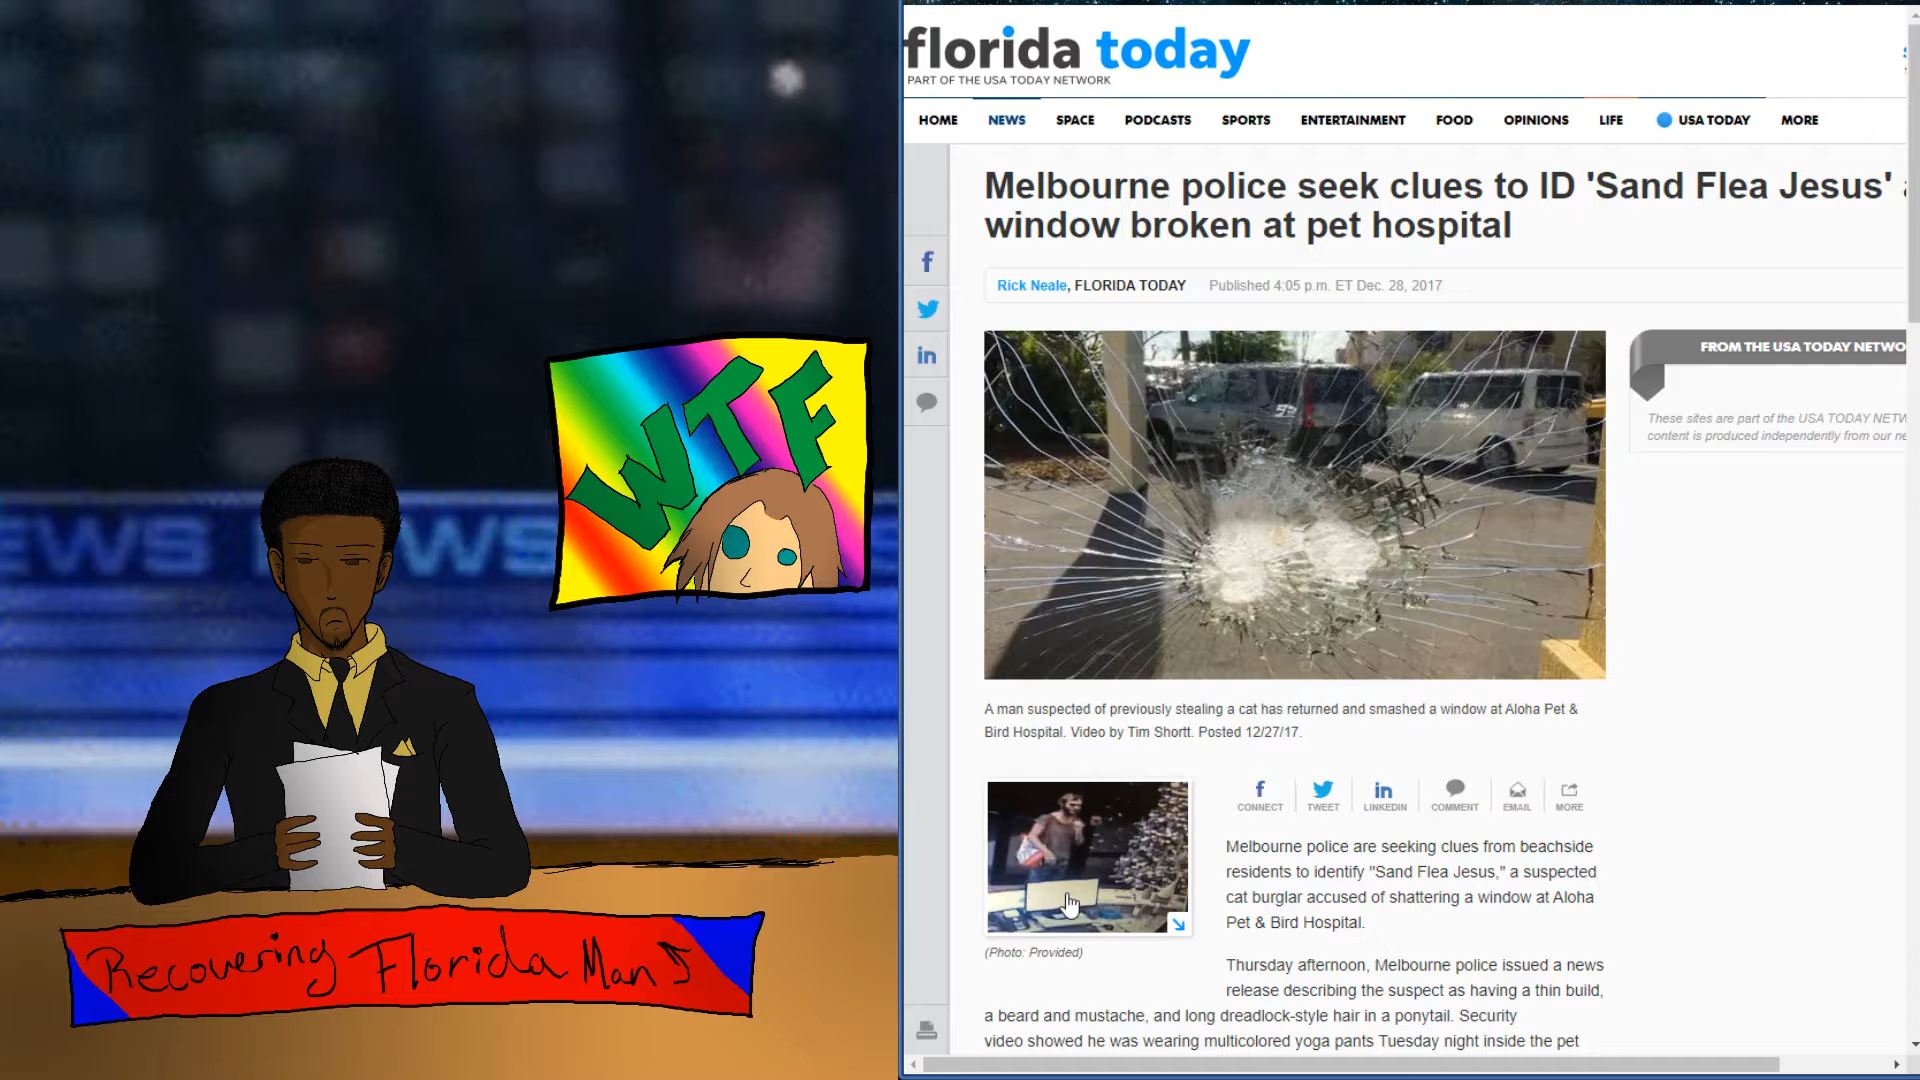 EWS NEWS
WTF
Recovering Florida Man
florida today
PART OF THE USA TODAY NETWORK
HOME NEWS SPACE PODCASTS SPORTS ENTERTAINMENT FOOD OPINIONS LIFE USA TODAY MORE
Melbourne police seek clues to ID 'Sand Flea Jesus'
window broken at pet hospital
Rick Neale, FLORIDA TODAY Published 4:05 p.m. ET Dec. 28, 2017
FROM THE USA TODAY NETWO
These sites are part of the USA TODAY NETW
content is produced independently from our ne
A man suspected of previously stealing a cat has returned and smashed a window at Aloha Pet &
Bird Hospital. Video by Tim Shortt. Posted 12/27/17.
CONNECT TWEET LINKEDIN COMMENT EMAIL MORE
(Photo: Provided)
Melbourne police are seeking clues from beachside
residents to identify "Sand Flea Jesus," a suspected
cat burglar accused of shattering a window at Aloha
Pet & Bird Hospital.
Thursday afternoon, Melbourne police issued a news
release describing the suspect as having a thin build,
a beard and mustache, and long dreadlock-style hair in a ponytail. Security
video showed he was wearing multicolored yoga pants Tuesday night inside the pet